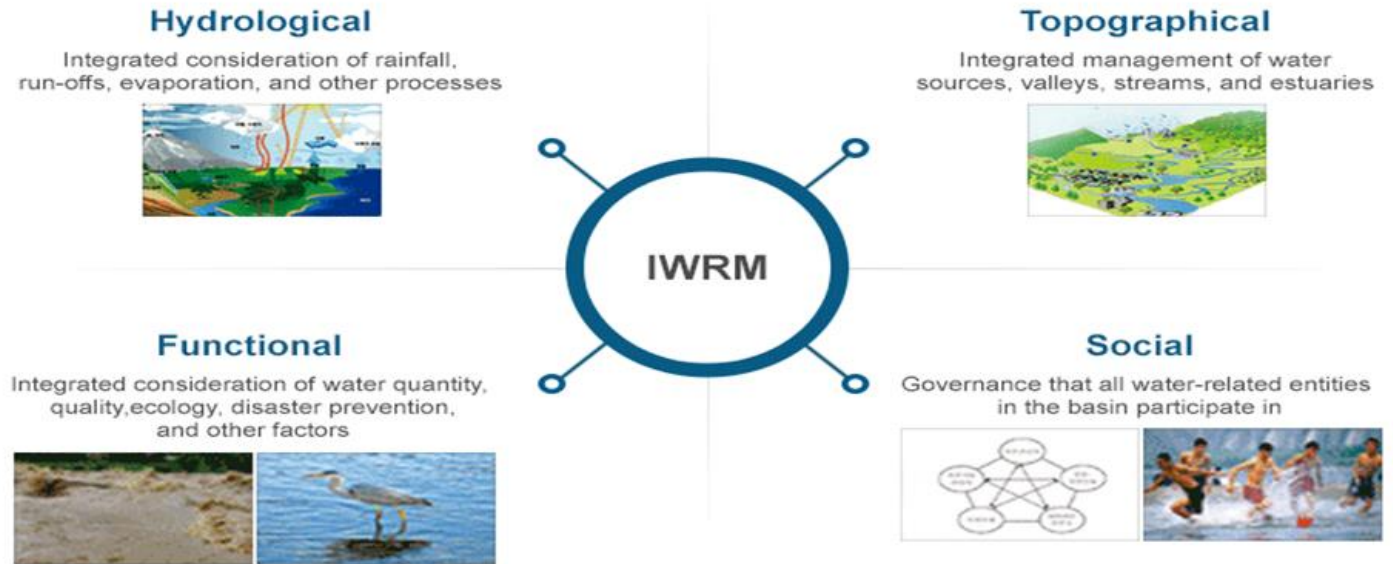 Hydrological
Integrated consideration of rainfall,
run-offs, evaporation, and other processes
Topographical
Integrated management of water
sources, valleys, streams, and estuaries
IWRM
Functional
Integrated consideration of water quantity,
quality,ecology, disaster prevention,
and other factors
Social
Governance that all water-related entities
in the basin participate in